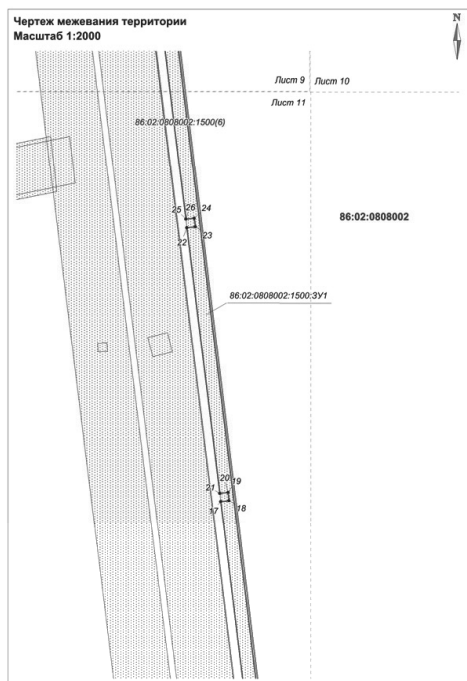 Чертеж межевания территории
Масштаб 1:2000
N
Лист 9
Лист 10
Лист 11
86:02:0808002:1500(6)
25
26
24
22
23
86:02:0808002
86:02:0808002:1500:ЗУ1
20
21
19
17
18